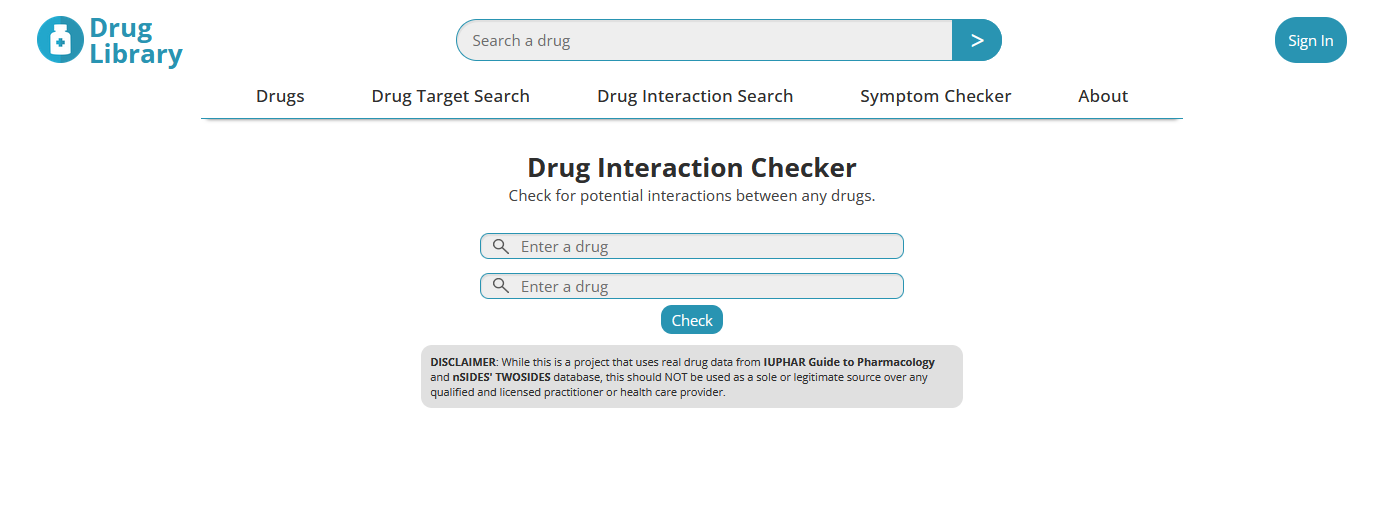 Drug
Library
Search a drug
>
Sign In
Drugs
Drug Target Search
Drug Interaction Search
Symptom Checker
About
Drug Interaction Checker
Check for potential interactions between any drugs.
Enter a drug
Enter a drug
Check
DISCLAIMER: While this is a project that uses real drug data from IUPHAR Guide to Pharmacology
and nSIDES' TWOSIDES database, this should NOT be used as a sole or legitimate source over any
qualified and licensed practitioner or health care provider.